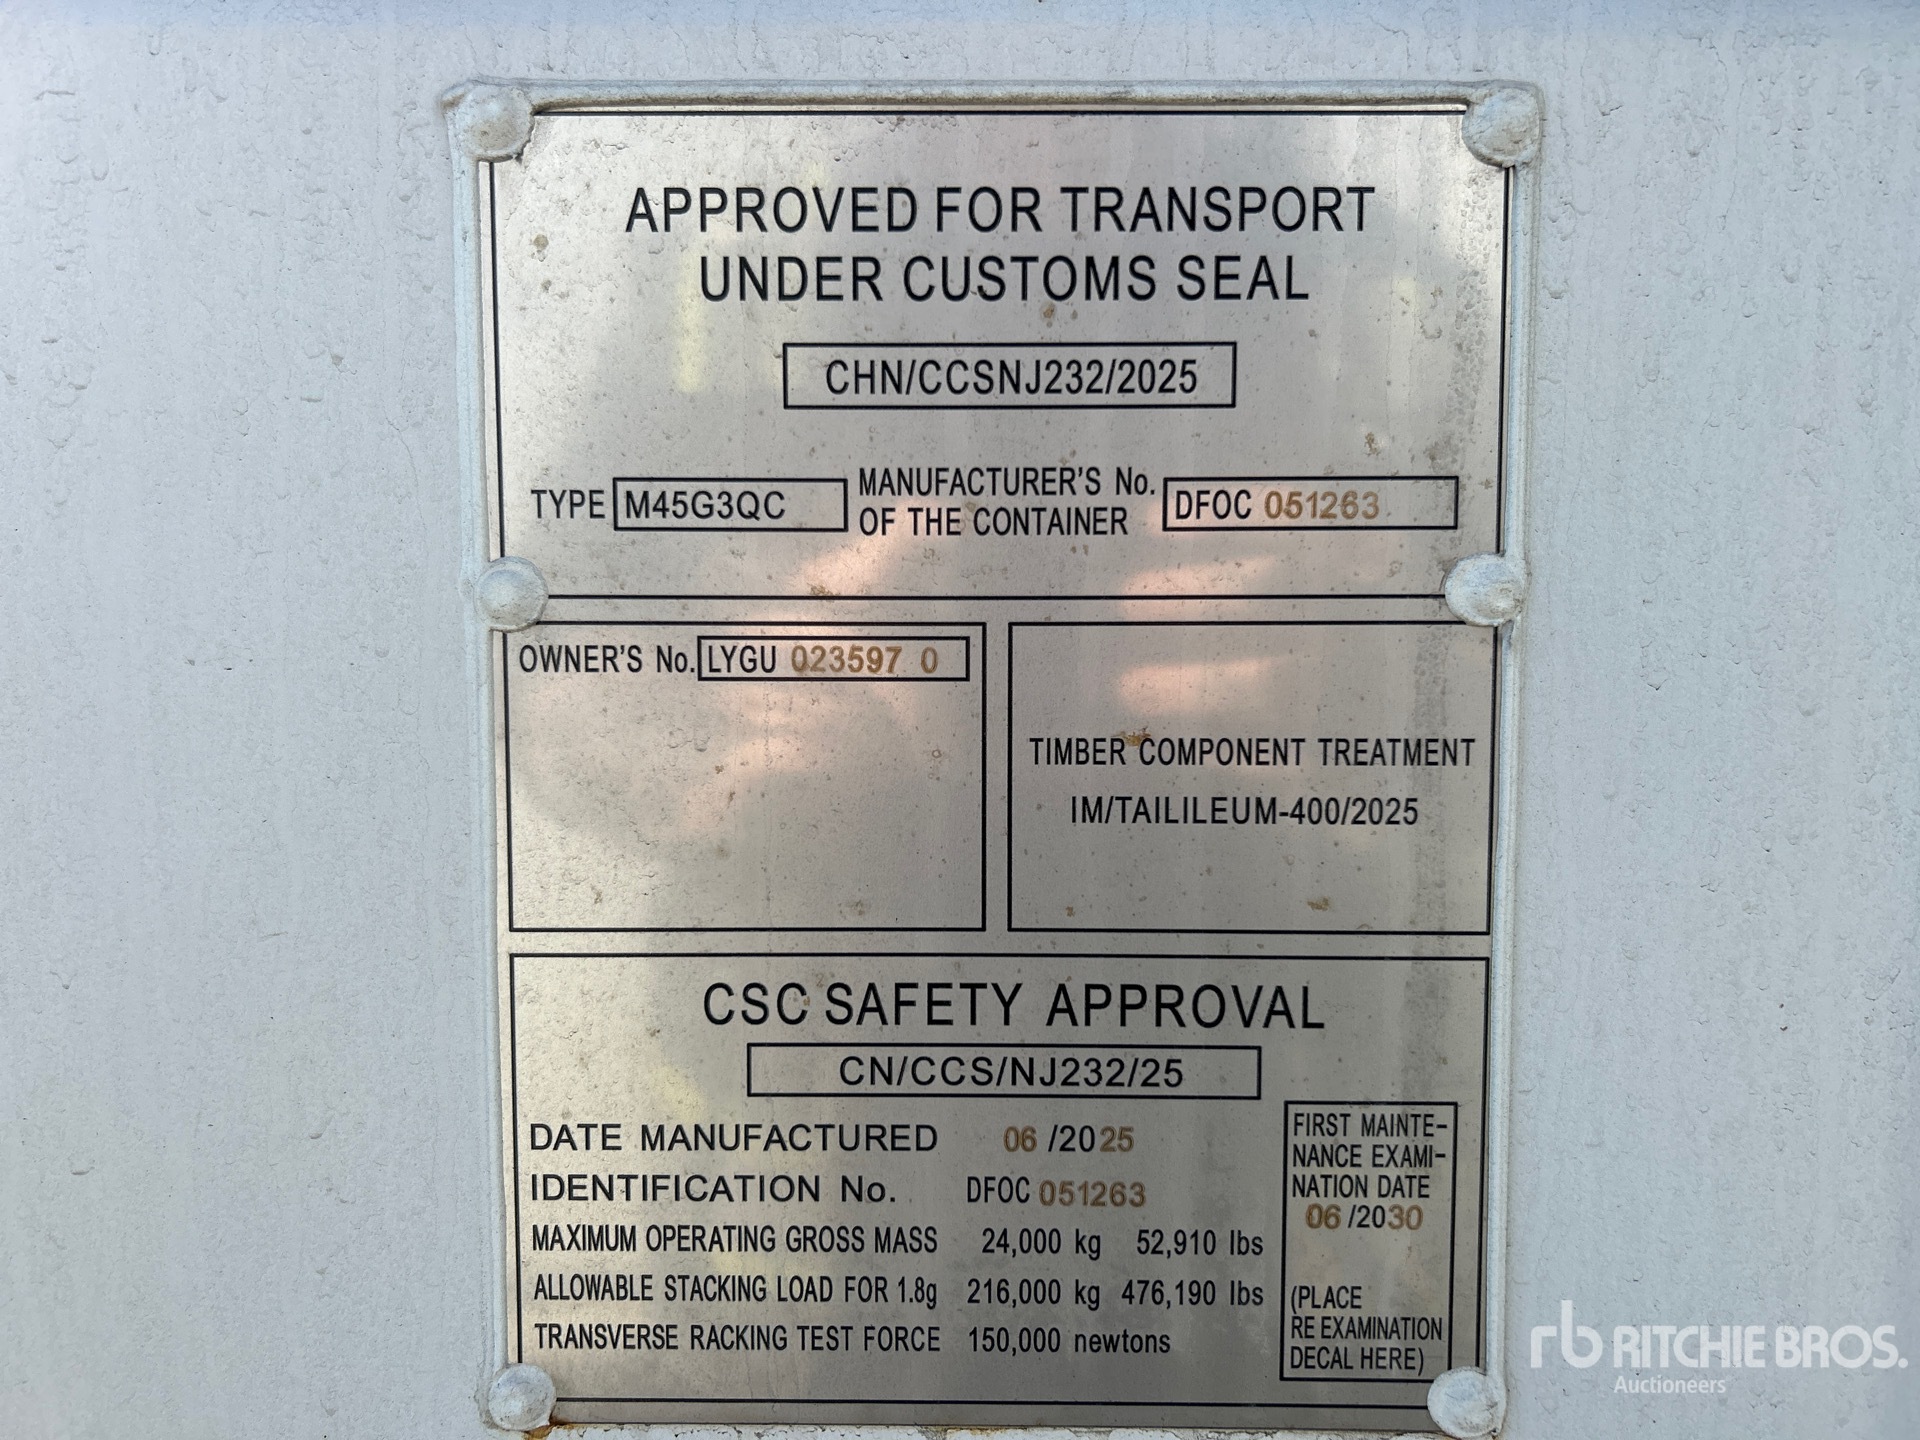 APPROVED FOR TRANSPORT
UNDER CUSTOMS SEAL
CHN/CCSNJ232/2025
TYPE M45G3QC MANUFACTURER'S No. OF THE CONTAINER DFOC 051263
OWNER'S No. LYGU 023597 0
TIMBER COMPONENT TREATMENT
IM/TAILILEUM-400/2025
CSC SAFETY APPROVAL
CN/CCS/NJ232/25
DATE MANUFACTURED 06 /2025
IDENTIFICATION No. DFOC 051263
MAXIMUM OPERATING GROSS MASS 24,000 kg 52,910 lbs
ALLOWABLE STACKING LOAD FOR 1.8g 216,000 kg 476,190 lbs
TRANSVERSE RACKING TEST FORCE 150,000 newtons
FIRST MAINTE-
NANCE EXAMI-
NATION DATE
06 /2030
(PLACE
RE EXAMINATION
DECAL HERE)
rb RITCHIE BROS.
Auctioneers